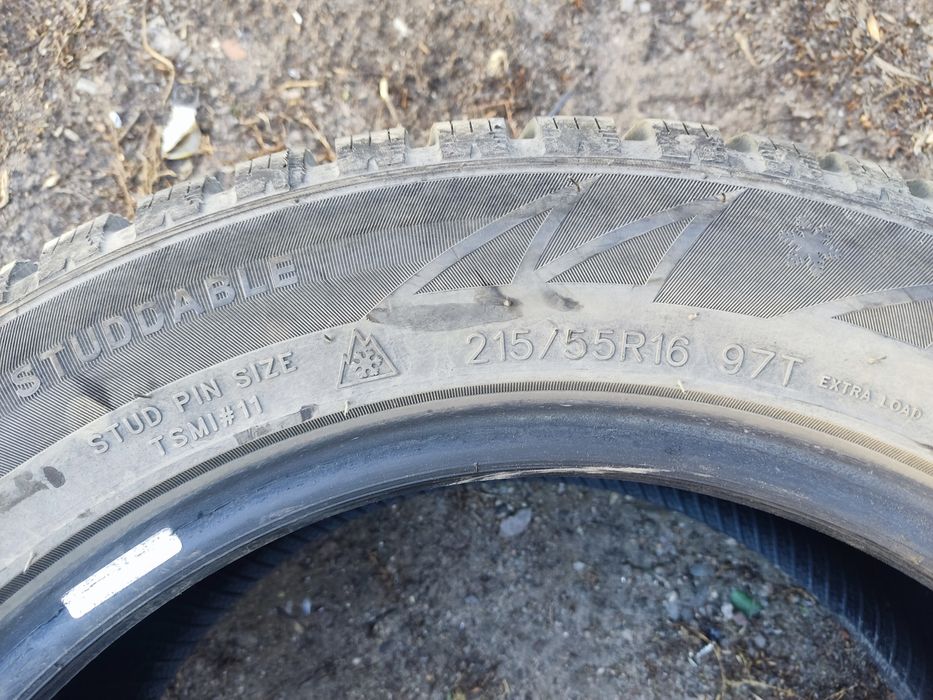 STUDDABLE
STUD PIN SIZE
TSMI#11
215/55R16 97T EXTRA LOAD